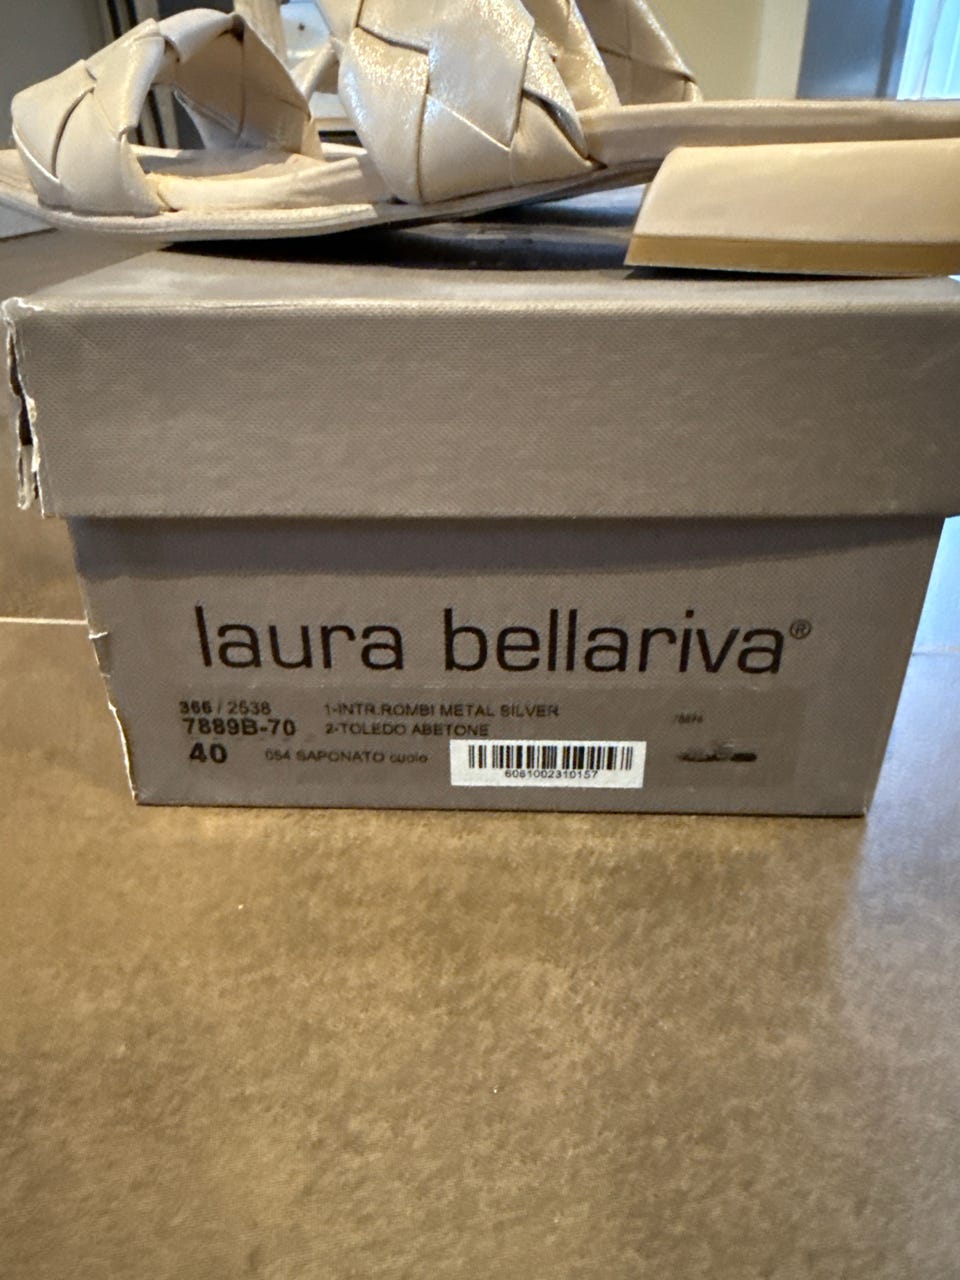 laura bellariva®
366 / 2538 1-INTR.ROMBI METAL SILVER
7889B-70 2-TOLEDO ABETONE
40 054 SAPONATO cuoio
6081002310157